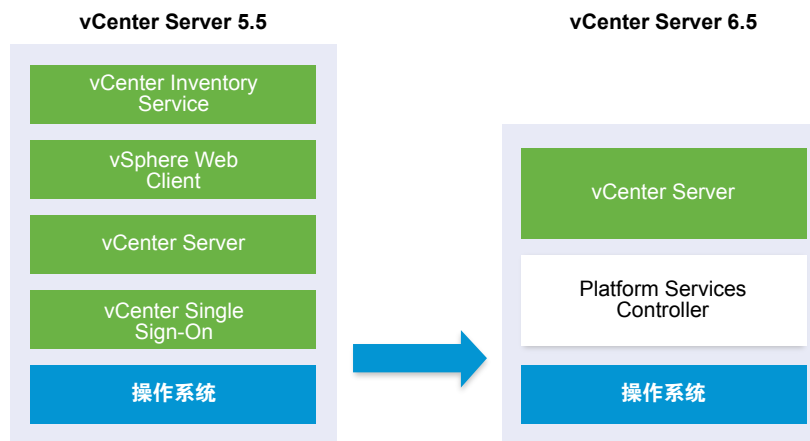 vCenter Server 5.5
vCenter Inventory
Service
vSphere Web
Client
vCenter Server
vCenter Single
Sign-On
操作系统
vCenter Server 6.5
vCenter Server
Platform Services
Controller
操作系统